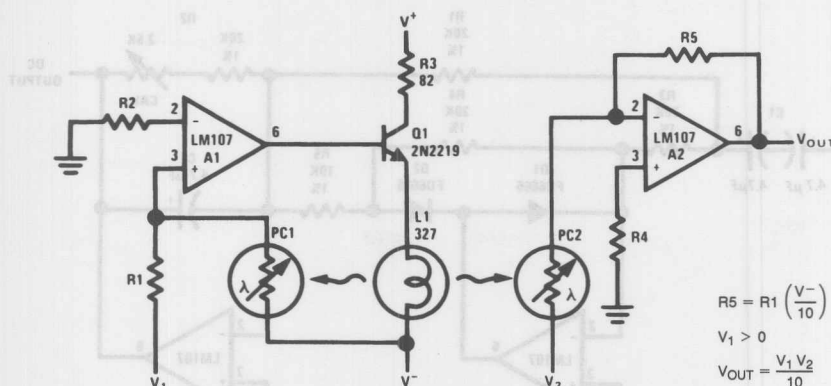 V+
R3
82
R2
2
−
LM107
A1
3
+
6
Q1
2N2219
R5
2
−
LM107
A2
3
+
6
VOUT
R1
PC1
λ
L1
327
PC2
λ
R4
V1
V−
V2
R5 = R1 (V−/10)
V1 > 0
VOUT = V1 V2/10